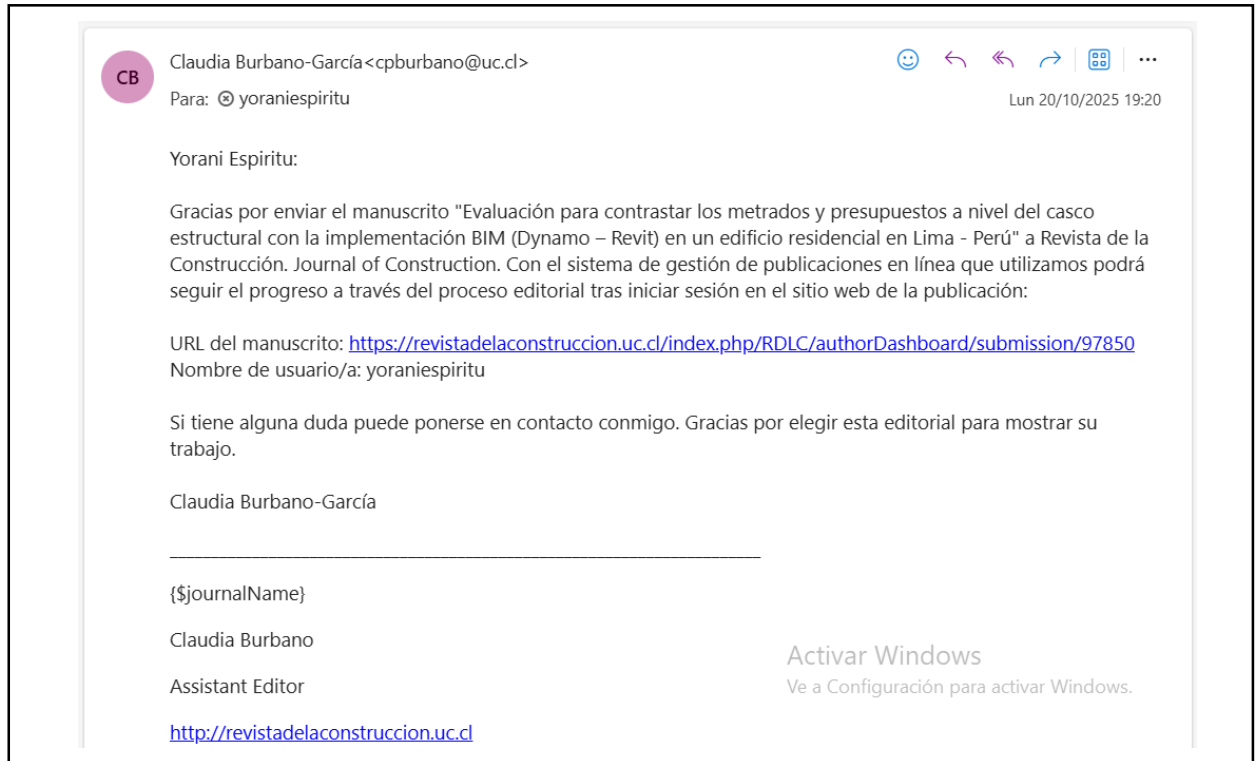 CB
Claudia Burbano-García<cpburbano@uc.cl>
Para: yoraniespiritu
Lun 20/10/2025 19:20
Yorani Espiritu:
Gracias por enviar el manuscrito "Evaluación para contrastar los metrados y presupuestos a nivel del casco
estructural con la implementación BIM (Dynamo – Revit) en un edificio residencial en Lima - Perú" a Revista de la
Construcción. Journal of Construction. Con el sistema de gestión de publicaciones en línea que utilizamos podrá
seguir el progreso a través del proceso editorial tras iniciar sesión en el sitio web de la publicación:
URL del manuscrito: https://revistadelaconstruccion.uc.cl/index.php/RDLC/authorDashboard/submission/97850
Nombre de usuario/a: yoraniespiritu
Si tiene alguna duda puede ponerse en contacto conmigo. Gracias por elegir esta editorial para mostrar su
trabajo.
Claudia Burbano-García
{$journalName}
Claudia Burbano
Assistant Editor
http://revistadelaconstruccion.uc.cl
Activar Windows
Ve a Configuración para activar Windows.